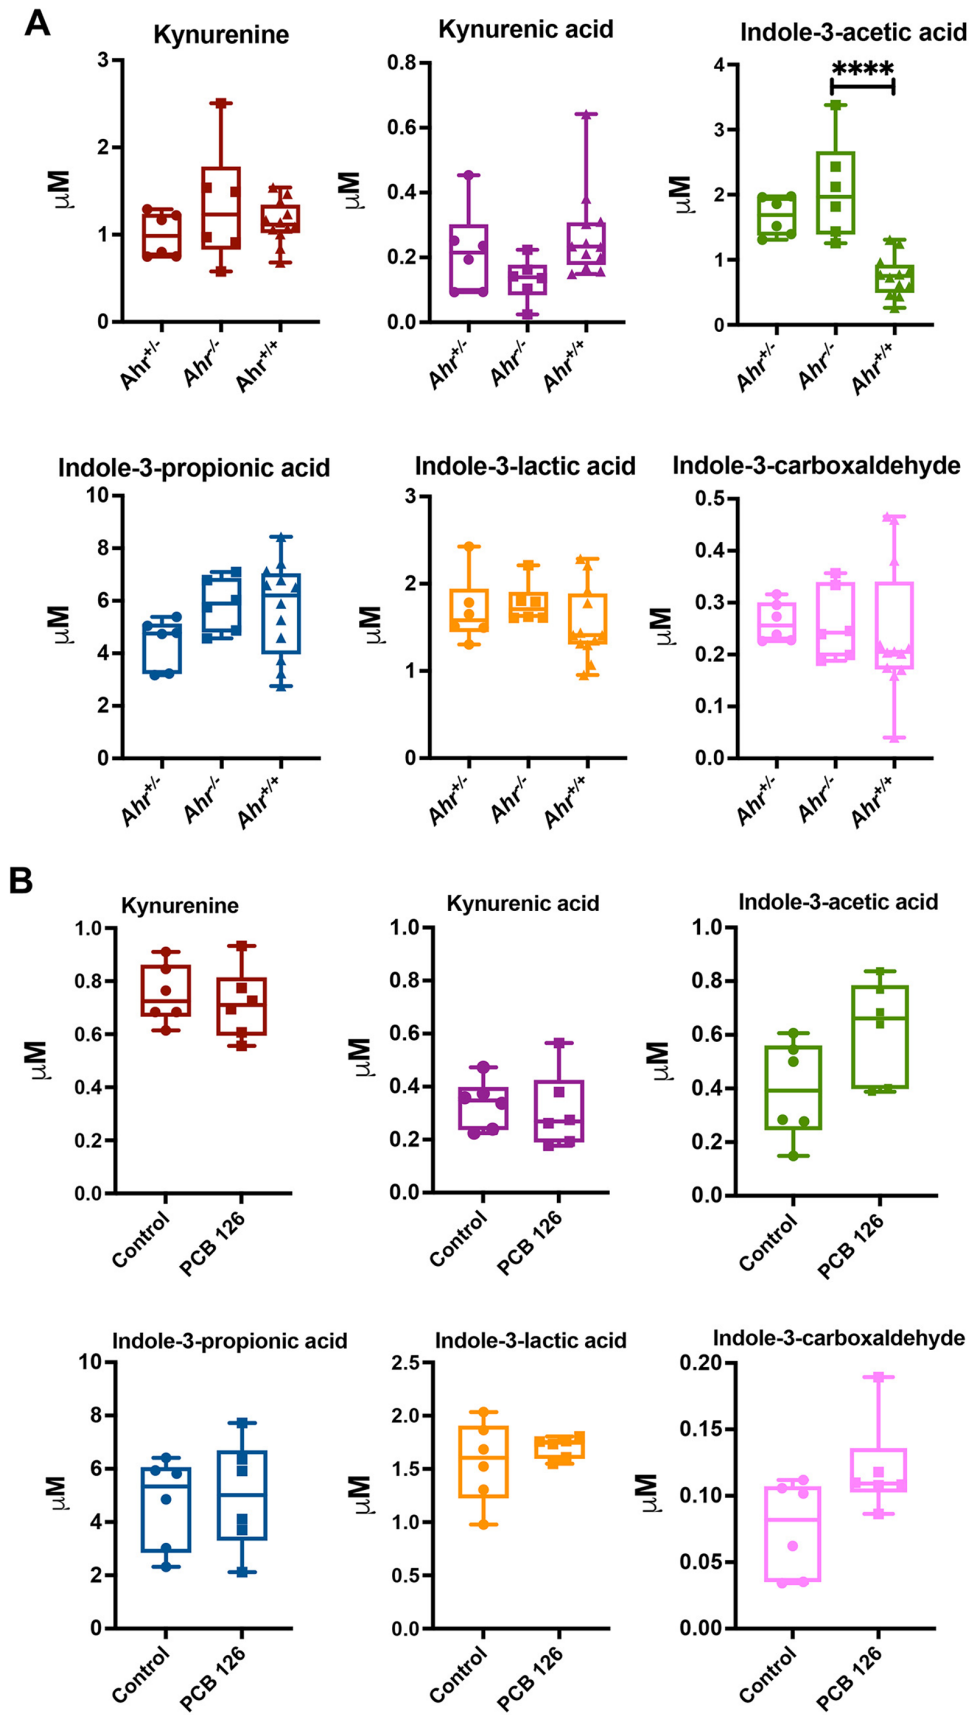 A
Kynurenine
Kynurenic acid
Indole-3-acetic acid
3
2
1
0
μM
Ahr+/-
Ahr-/-
Ahr+/+
0.8
0.6
0.4
0.2
0.0
μM
Ahr+/-
Ahr-/-
Ahr+/+
4
3
2
1
0
μM
****
Ahr+/-
Ahr-/-
Ahr+/+
Indole-3-propionic acid
Indole-3-lactic acid
Indole-3-carboxaldehyde
10
8
6
4
2
0
μM
Ahr+/-
Ahr-/-
Ahr+/+
3
2
1
0
μM
Ahr+/-
Ahr-/-
Ahr+/+
0.5
0.4
0.3
0.2
0.1
0.0
μM
Ahr+/-
Ahr-/-
Ahr+/+
B
Kynurenine
Kynurenic acid
Indole-3-acetic acid
1.0
0.8
0.6
0.4
0.2
0.0
μM
Control
PCB 126
1.0
0.8
0.6
0.4
0.2
0.0
μM
Control
PCB 126
1.0
0.8
0.6
0.4
0.2
0.0
μM
Control
PCB 126
Indole-3-propionic acid
Indole-3-lactic acid
Indole-3-carboxaldehyde
10
8
6
4
2
0
μM
Control
PCB 126
2.5
2.0
1.5
1.0
0.5
0.0
μM
Control
PCB 126
0.20
0.15
0.10
0.05
0.00
μM
Control
PCB 126